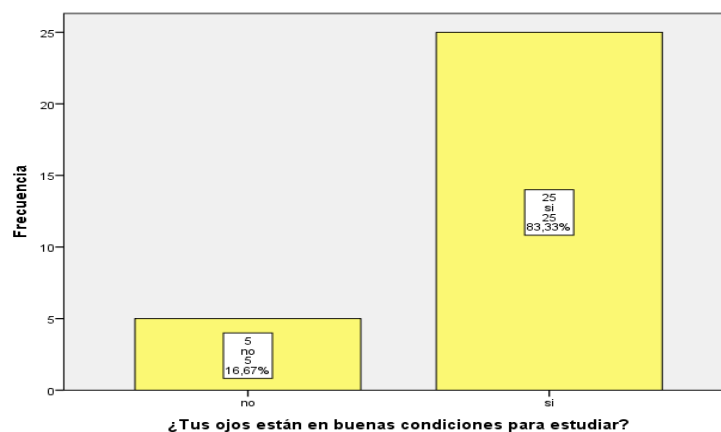 Frecuencia
25
20
15
10
5
0
5
no
5
16,67%
25
si
25
83,33%
no
si
¿Tus ojos están en buenas condiciones para estudiar?